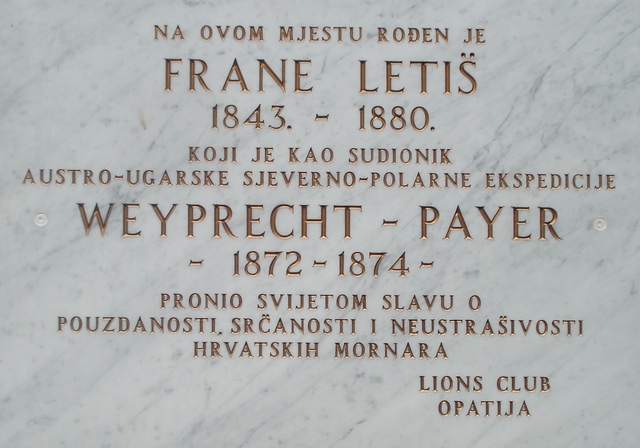 NA OVOM MJESTU ROĐEN JE
FRANE LETIŠ
1843. - 1880.
KOJI JE KAO SUDIONIK
AUSTRO-UGARSKE SJEVERNO-POLARNE EKSPEDICIJE
WEYPRECHT - PAYER
- 1872 - 1874 -
PRONIO SVIJETOM SLAVU O
POUZDANOSTI, SRČANOSTI I NEUSTRAŠIVOSTI
HRVATSKIH MORNARA
LIONS CLUB
OPATIJA